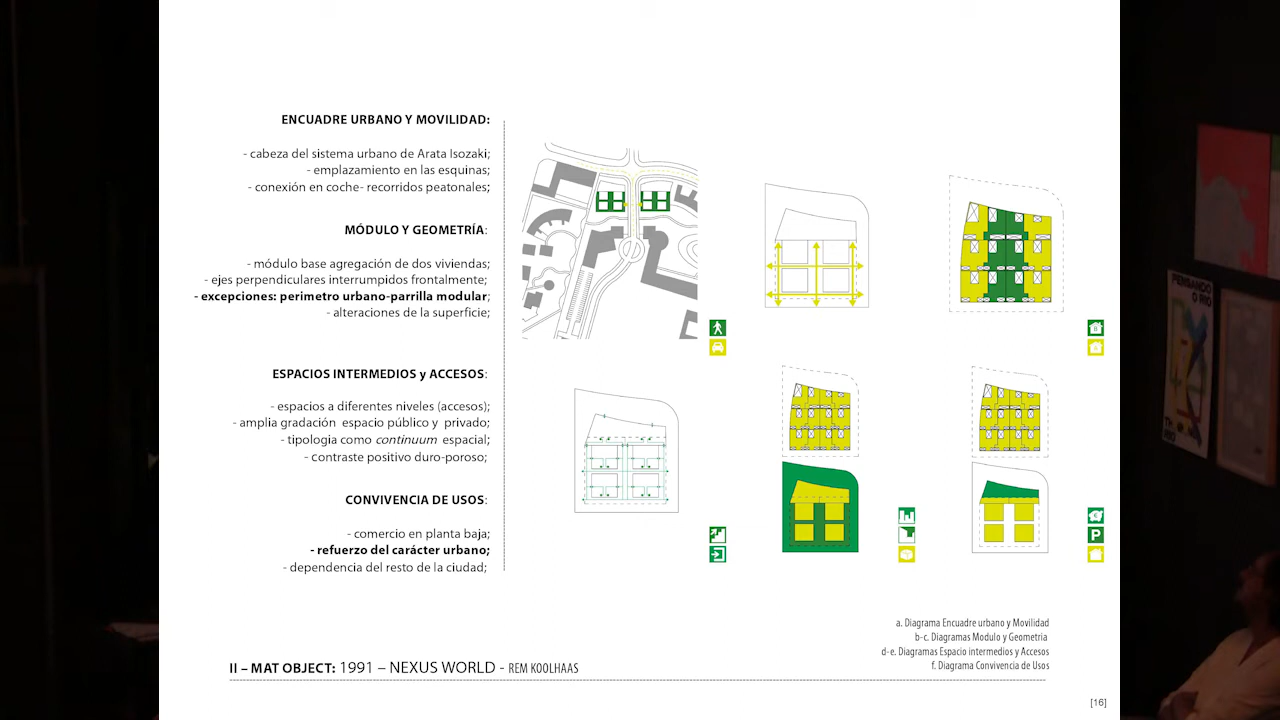 ENCUADRE URBANO Y MOVILIDAD:
- cabeza del sistema urbano de Arata Isozaki;
- emplazamiento en las esquinas;
- conexión en coche- recorridos peatonales;
MÓDULO Y GEOMETRÍA:
- módulo base agregación de dos viviendas;
- ejes perpendiculares interrumpidos frontalmente;
- excepciones: perimetro urbano-parrilla modular;
- alteraciones de la superficie;
ESPACIOS INTERMEDIOS y ACCESOS:
- espacios a diferentes niveles (accesos);
- amplia gradación espacio público y privado;
- tipologia como continuum espacial;
- contraste positivo duro-poroso;
CONVIVENCIA DE USOS:
- comercio en planta baja;
- refuerzo del carácter urbano;
- dependencia del resto de la ciudad;
B
A
P
a. Diagrama Encuadre urbano y Movilidad
b-c. Diagramas Modulo y Geometria
d-e. Diagramas Espacio intermedios y Accesos
f. Diagrama Convivencia de Usos
II – MAT OBJECT: 1991 – NEXUS WORLD - REM KOOLHAAS
[16]
PENSANDO
O RIO